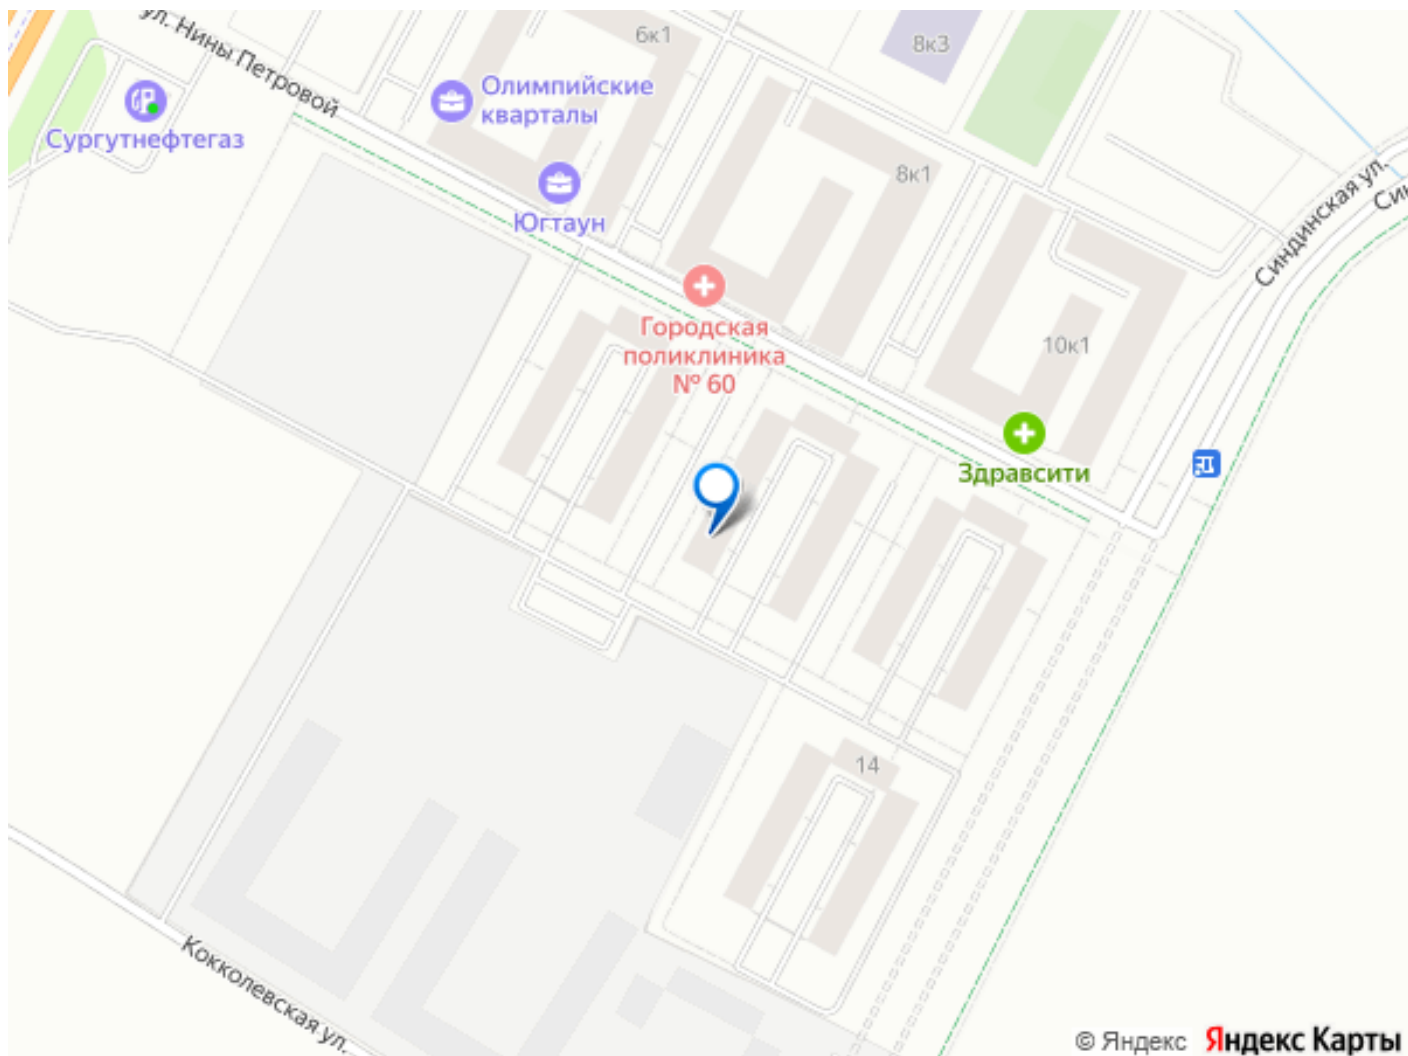 ул. Нины Петровой
6к1
8к3
Олимпийские
кварталы
Сургутнефтегаз
8к1
Синдинская ул.
Син
Югтаун
Городская
поликлиника
№ 60
10к1
Здравсити
14
Кокколевская ул.
© Яндекс Яндекс Карты